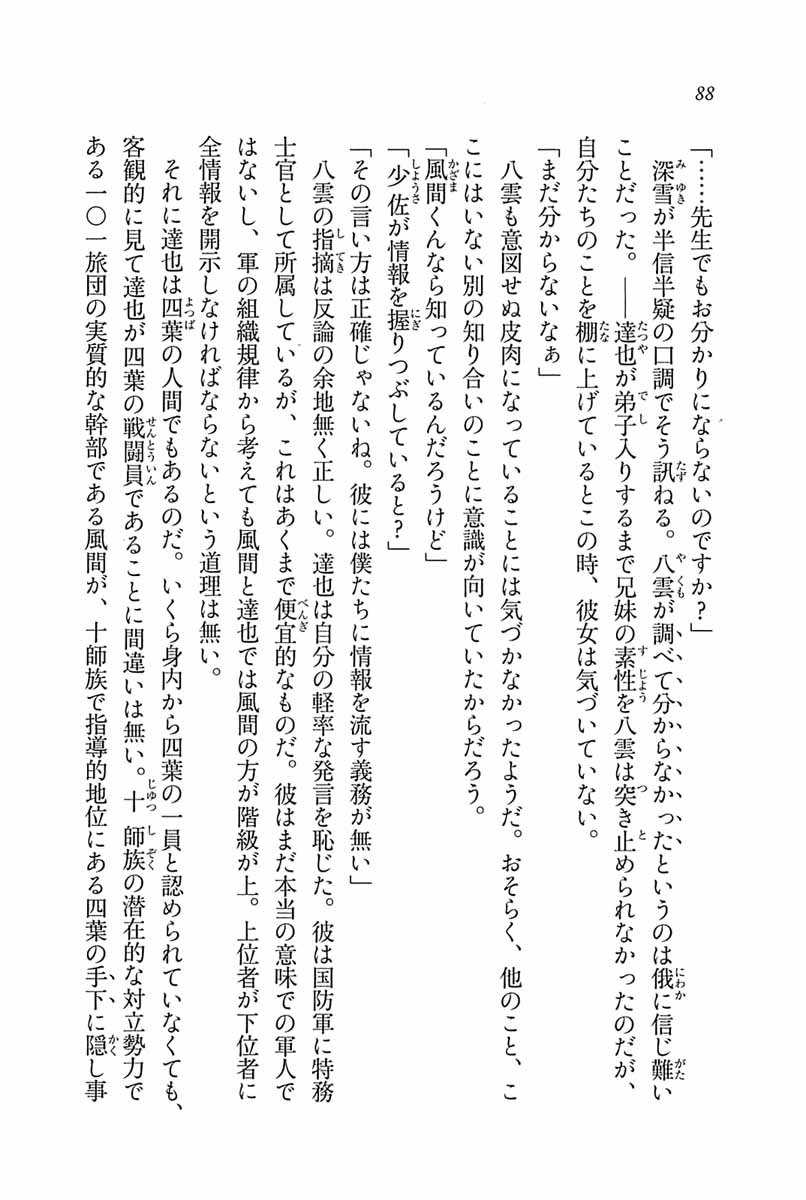 88
「……先生でもお分かりにならないのですか？」
深雪が半信半疑の口調でそう訊ねる。八雲が調べて分からなかったというのは俄に信じ難い
ことだった。――達也が弟子入りするまで兄妹の素性を八雲は突き止められなかったのだが、
自分たちのことを棚に上げているとこの時、彼女は気づいていない。
「まだ分からないなぁ」
八雲も意図せぬ皮肉になっていることには気づかなかったようだ。おそらく、他のこと、こ
こにはいない別の知り合いのことに意識が向いていたからだろう。
「風間くんなら知っているんだろうけど」
「少佐が情報を握りつぶしていると？」
「その言い方は正確じゃないね。彼には僕たちに情報を流す義務が無い」
八雲の指摘は反論の余地無く正しい。達也は自分の軽率な発言を恥じた。彼は国防軍に特務
士官として所属しているが、これはあくまで便宜的なものだ。彼はまだ本当の意味での軍人で
はないし、軍の組織規律から考えても風間と達也では風間の方が階級が上。上位者が下位者に
全情報を開示しなければならないという道理は無い。
それに達也は四葉の人間でもあるのだ。いくら身内から四葉の一員と認められていなくても、
客観的に見て達也が四葉の戦闘員であることに間違いは無い。十師族の潜在的な対立勢力で
ある一〇一旅団の実質的な幹部である風間が、十師族で指導的地位にある四葉の手下に隠し事